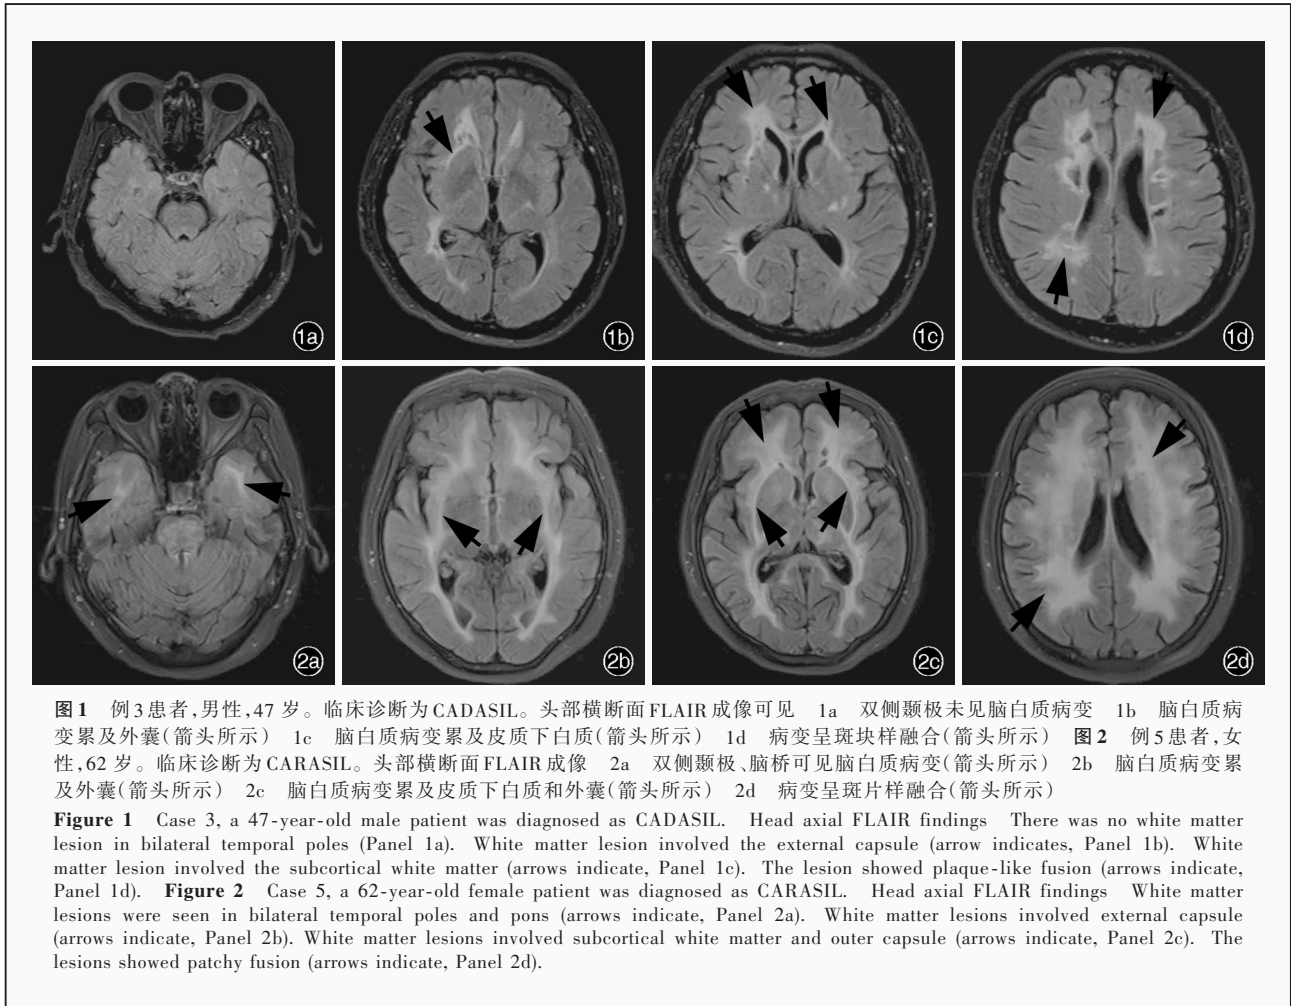 1a
1b
1c
1d
2a
2b
2c
2d
图1 例3患者,男性,47 岁。临床诊断为CADASIL。头部横断面FLAIR成像可见 1a 双侧颞极未见脑白质病变 1b 脑白质病
变累及外囊(箭头所示) 1c 脑白质病变累及皮质下白质(箭头所示) 1d 病变呈斑块样融合(箭头所示) 图2 例5患者,女
性,62 岁。临床诊断为CARASIL。头部横断面FLAIR成像 2a 双侧颞极、脑桥可见脑白质病变(箭头所示) 2b 脑白质病变累
及外囊(箭头所示) 2c 脑白质病变累及皮质下白质和外囊(箭头所示) 2d 病变呈斑片样融合(箭头所示)
Figure 1 Case 3, a 47-year-old male patient was diagnosed as CADASIL. Head axial FLAIR findings There was no white matter
lesion in bilateral temporal poles (Panel 1a). White matter lesion involved the external capsule (arrow indicates, Panel 1b). White
matter lesion involved the subcortical white matter (arrows indicate, Panel 1c). The lesion showed plaque-like fusion (arrows indicate,
Panel 1d). Figure 2 Case 5, a 62-year-old female patient was diagnosed as CARASIL. Head axial FLAIR findings White matter
lesions were seen in bilateral temporal poles and pons (arrows indicate, Panel 2a). White matter lesions involved external capsule
(arrows indicate, Panel 2b). White matter lesions involved subcortical white matter and outer capsule (arrows indicate, Panel 2c). The
lesions showed patchy fusion (arrows indicate, Panel 2d).